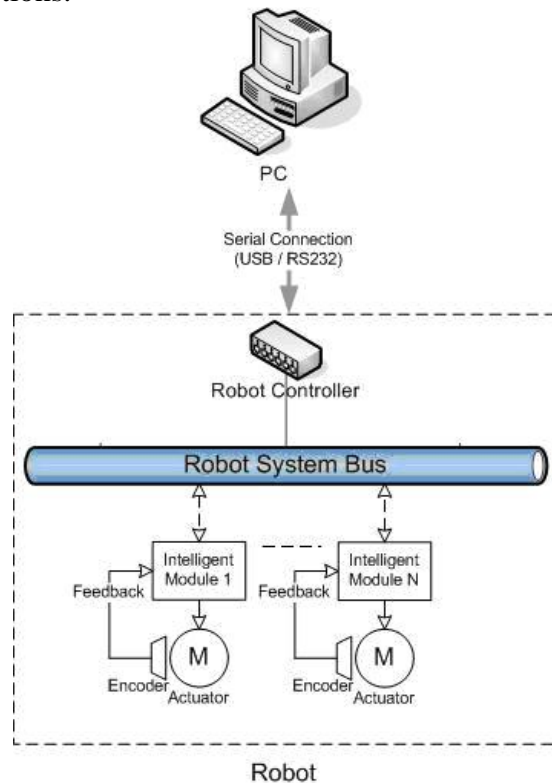 tions.
PC
Serial Connection
(USB / RS232)
Robot Controller
Robot System Bus
Intelligent
Module 1
Intelligent
Module N
Feedback
Feedback
M
M
Encoder
Actuator
Encoder
Actuator
Robot